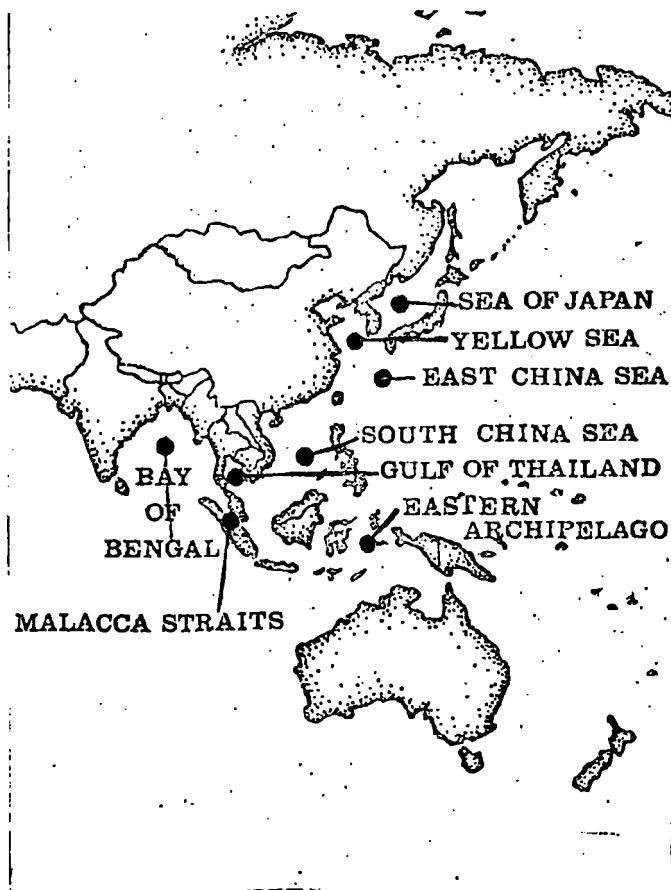 SEA OF JAPAN
YELLOW SEA
EAST CHINA SEA
SOUTH CHINA SEA
GULF OF THAILAND
BAY
OF
BENGAL
EASTERN
ARCHIPELAGO
MALACCA STRAITS